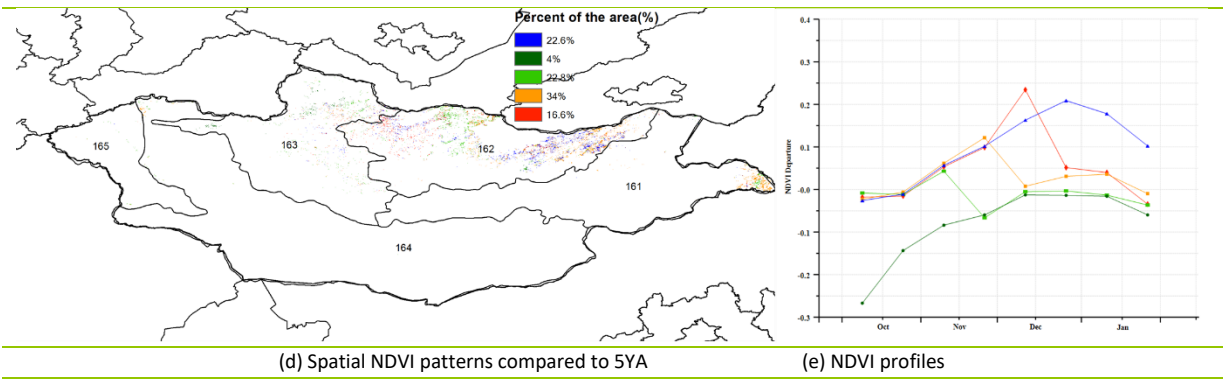 Percent of the area(%)
22.6%
4%
22.8%
34%
16.6%
165
163
162
161
164
NDVI Departure
0.4
0.3
0.2
0.1
-0.0
-0.1
-0.2
-0.3
Oct
Nov
Dec
Jan
(d) Spatial NDVI patterns compared to 5YA
(e) NDVI profiles